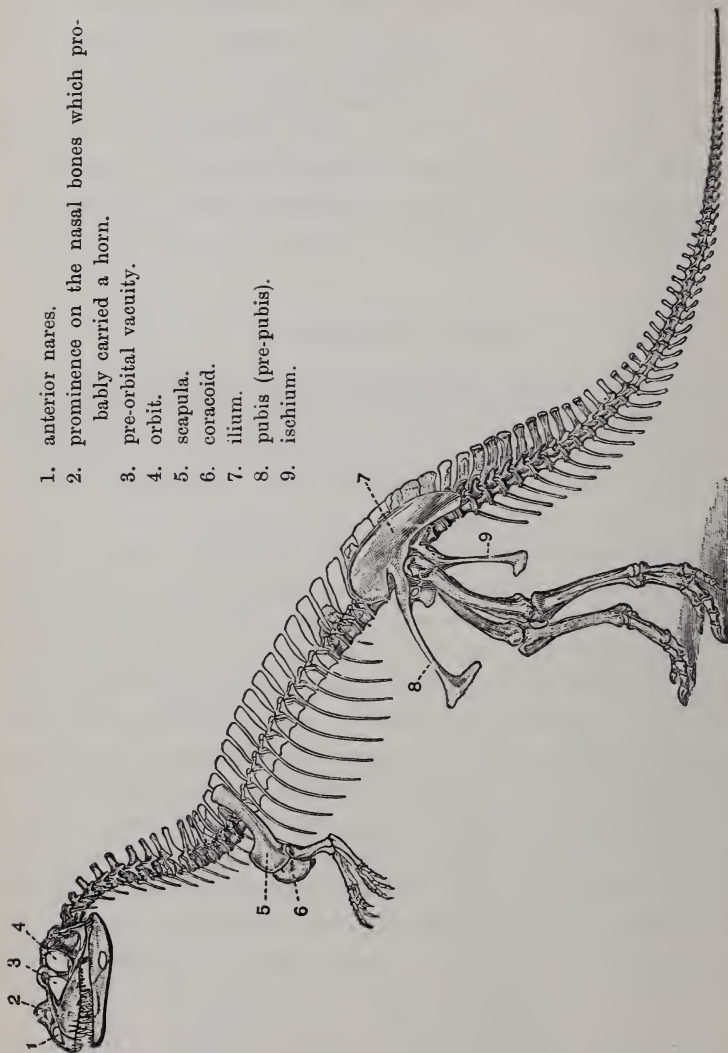 1. anterior nares.
2. prominence on the nasal bones which pro-
bably carried a horn.
3. pre-orbital vacuity.
4. orbit.
5. scapula.
6. coracoid.
7. ilium.
8. pubis (pre-pubis).
9. ischium.
1
2
3
4
5
6
7
8
9